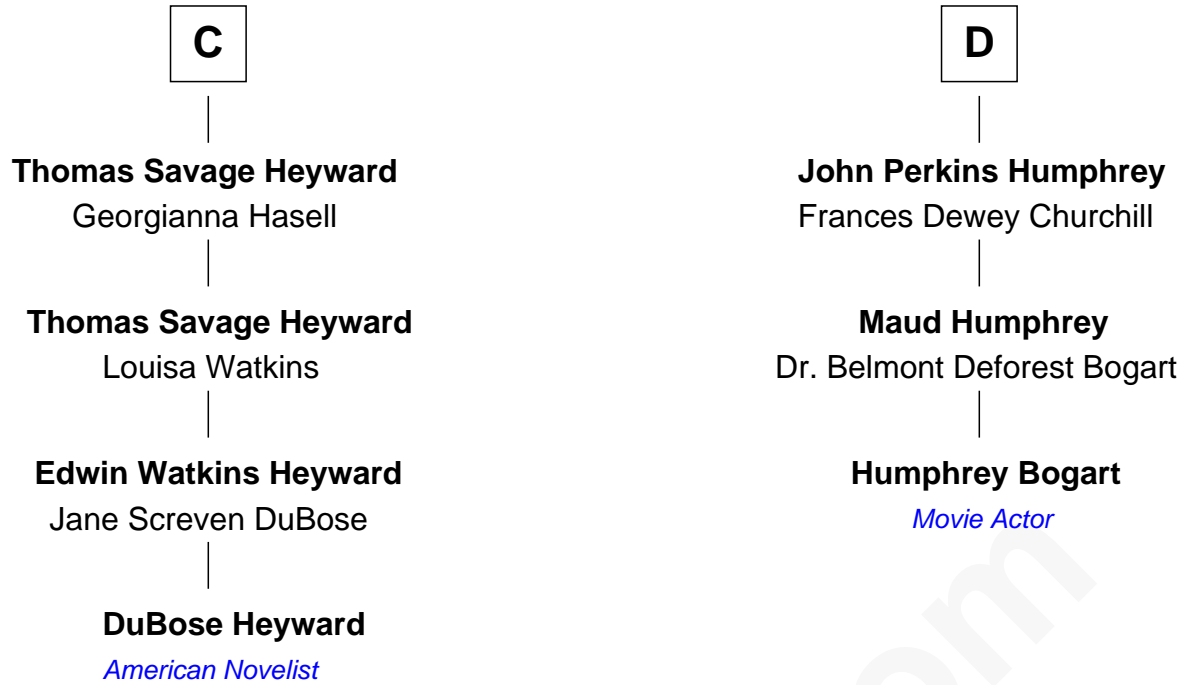 C
Thomas Savage Heyward
Georgianna Hasell
Thomas Savage Heyward
Louisa Watkins
Edwin Watkins Heyward
Jane Screven DuBose
DuBose Heyward
American Novelist
D
John Perkins Humphrey
Frances Dewey Churchill
Maud Humphrey
Dr. Belmont Deforest Bogart
Humphrey Bogart
Movie Actor
om